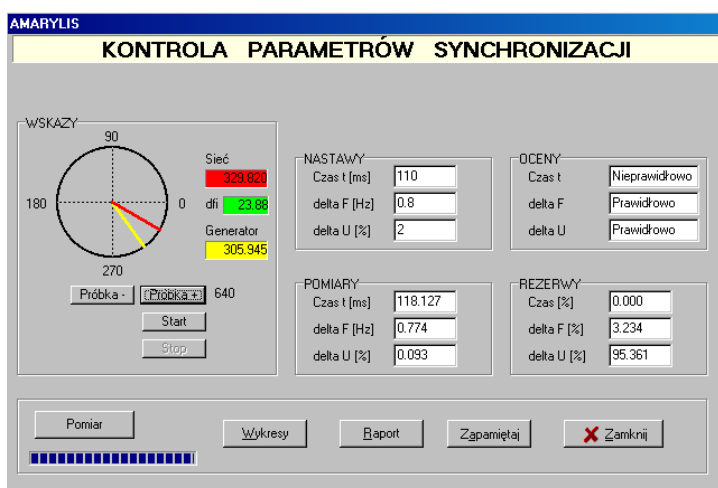 AMARYLIS
KONTROLA PARAMETRÓW SYNCHRONIZACJI
WSKAZY
90
180
0
270
Sieć
329.820
dfi 23.88
Generator
305.945
Próbka - Próbka + 640
Start
Stop
NASTAWY
Czas t [ms] 110
delta F [Hz] 0.8
delta U [%] 2
OCENY
Czas t Nieprawidłowo
delta F Prawidłowo
delta U Prawidłowo
POMIARY
Czas t [ms] 118.127
delta F [Hz] 0.774
delta U [%] 0.093
REZERWY
Czas [%] 0.000
delta F [%] 3.234
delta U [%] 95.361
Pomiar
Wykresy
Raport
Zapamiętaj
Zamknij